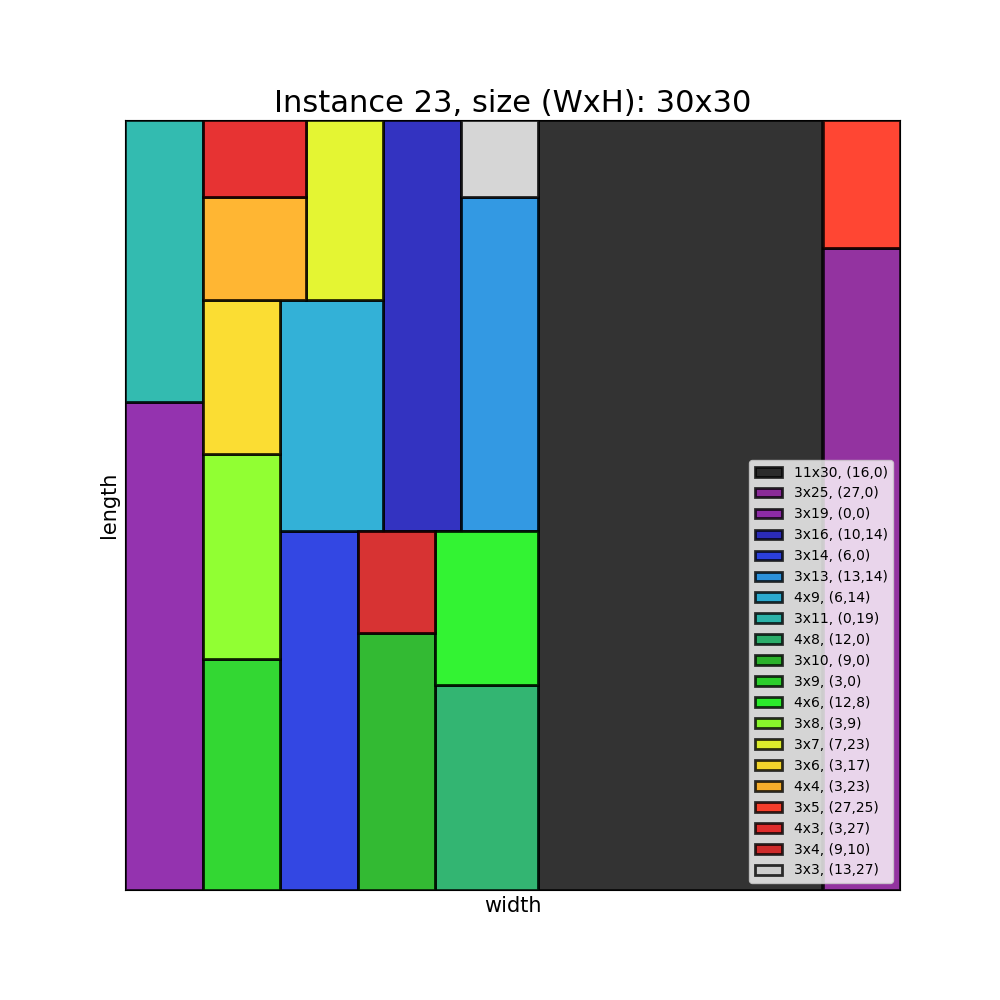 Instance 23, size (WxH): 30x30
length
11x30, (16,0)
3x25, (27,0)
3x19, (0,0)
3x16, (10,14)
3x14, (6,0)
3x13, (13,14)
4x9, (6,14)
3x11, (0,19)
4x8, (12,0)
3x10, (9,0)
3x9, (3,0)
4x6, (12,8)
3x8, (3,9)
3x7, (7,23)
3x6, (3,17)
4x4, (3,23)
3x5, (27,25)
4x3, (3,27)
3x4, (9,10)
3x3, (13,27)
width